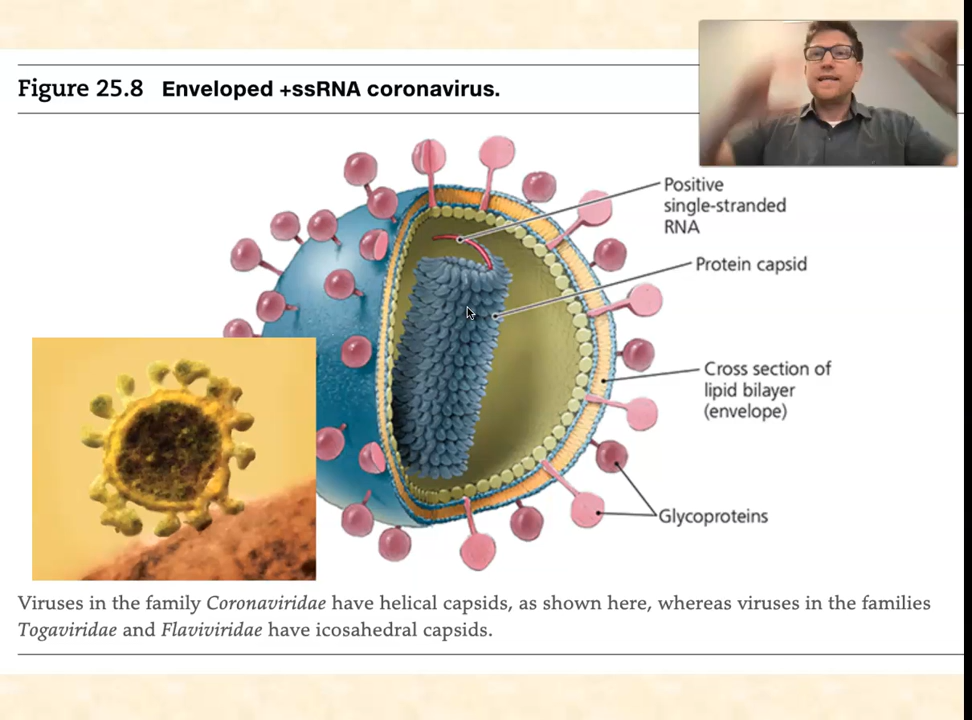 Figure 25.8 Enveloped +ssRNA coronavirus.
Positive
single-stranded
RNA
Protein capsid
Cross section of
lipid bilayer
(envelope)
Glycoproteins
Viruses in the family Coronaviridae have helical capsids, as shown here, whereas viruses in the families
Togaviridae and Flaviviridae have icosahedral capsids.